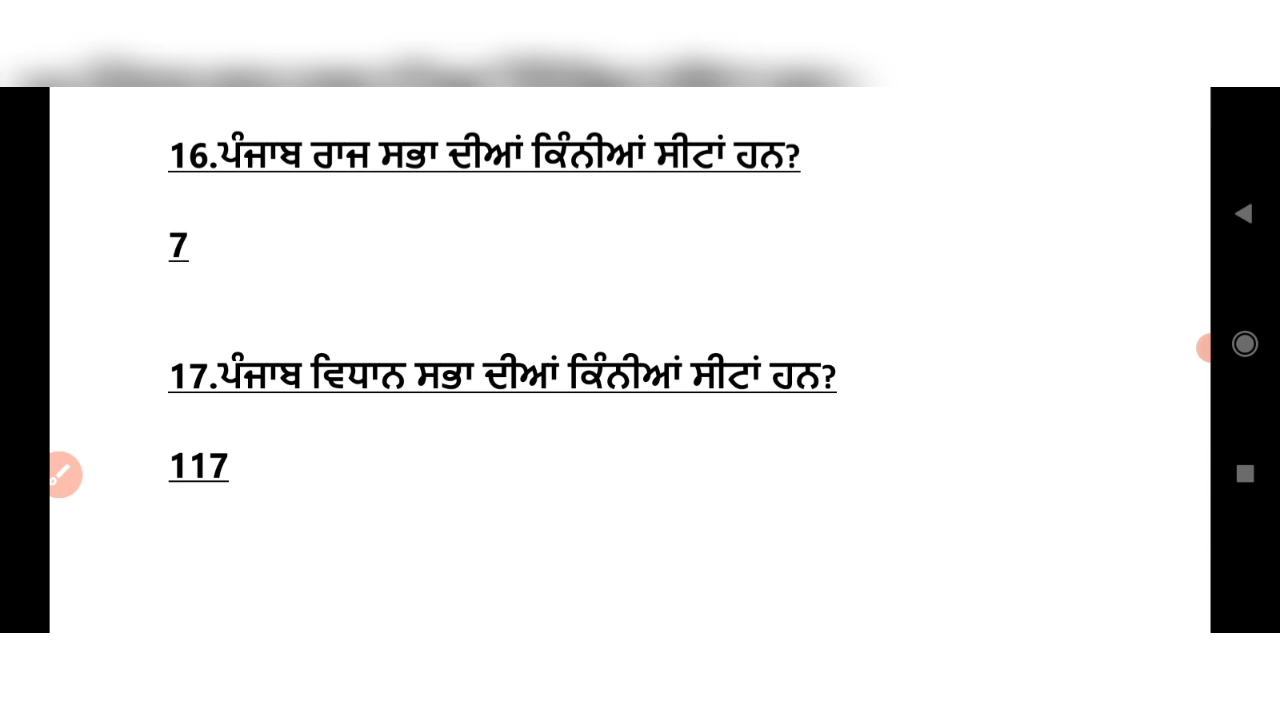 16.ਪੰਜਾਬ ਰਾਜ ਸਭਾ ਦੀਆਂ ਕਿੰਨੀਆਂ ਸੀਟਾਂ ਹਨ?
7
17.ਪੰਜਾਬ ਵਿਧਾਨ ਸਭਾ ਦੀਆਂ ਕਿੰਨੀਆਂ ਸੀਟਾਂ ਹਨ?
117